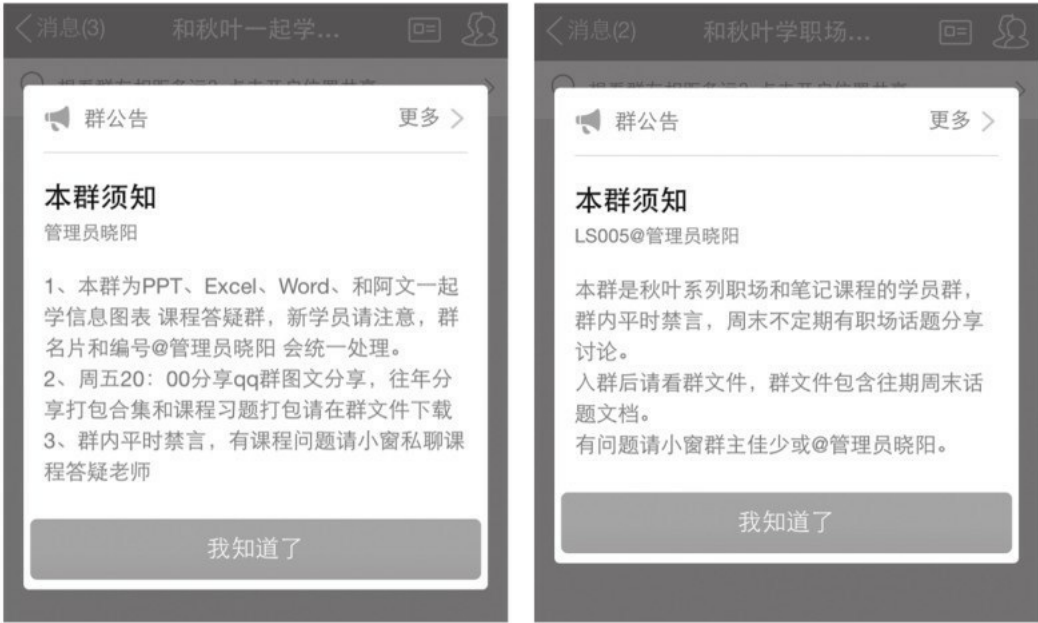 消息(3)
和秋叶一起学...
群公告
更多
本群须知
管理员晓阳
1、本群为PPT、Excel、Word、和阿文一起
学信息图表 课程答疑群，新学员请注意，群
名片和编号@管理员晓阳 会统一处理。
2、周五20：00分享qq群图文分享，往年分
享打包合集和课程习题打包请在群文件下载
3、群内平时禁言，有课程问题请小窗私聊课
程答疑老师
我知道了
消息(2)
和秋叶学职场...
群公告
更多
本群须知
LS005@管理员晓阳
本群是秋叶系列职场和笔记课程的学员群，
群内平时禁言，周末不定期有职场话题分享
讨论。
入群后请看群文件，群文件包含往期周末话
题文档。
有问题请小窗群主佳少或@管理员晓阳。
我知道了